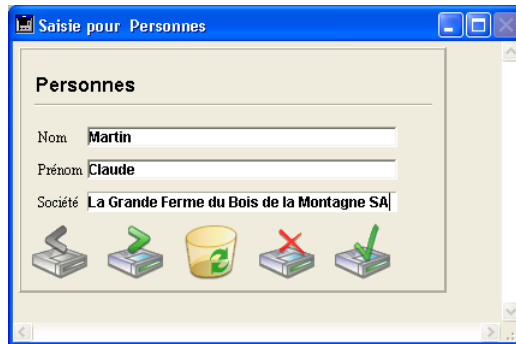 Saisie pour Personnes
Personnes
Nom Martin
Prénom Claude
Société La Grande Ferme du Bois de la Montagne SA